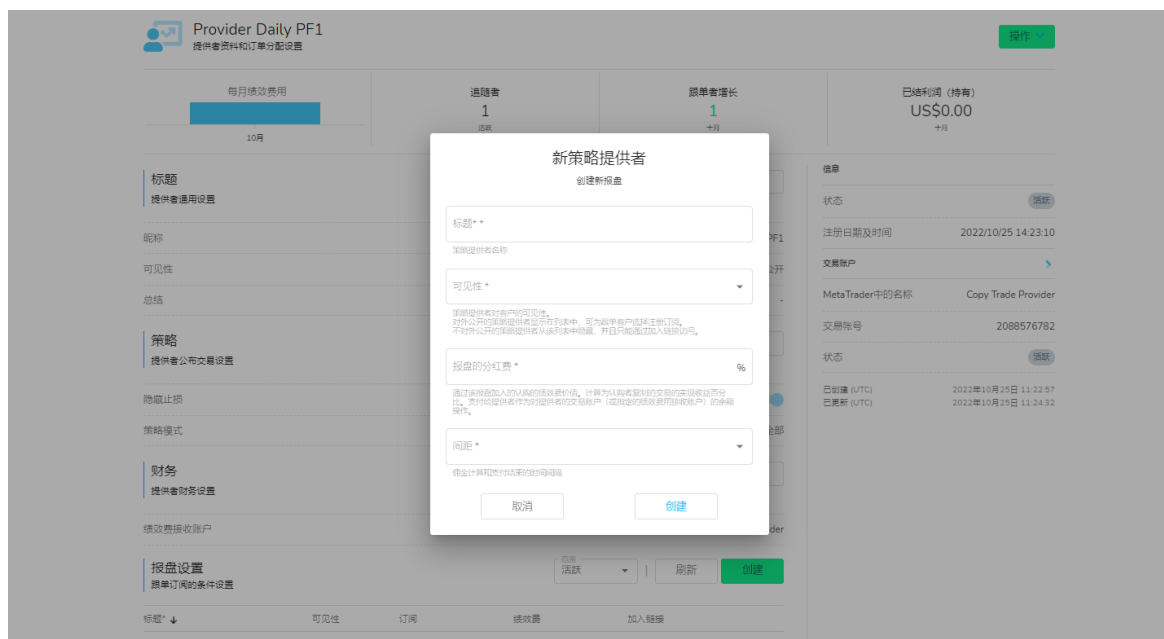 Provider Daily PF1
提供者资料和订单分配设置
操作
每月绩效费用
10月
追随者
1
活跃
跟单者增长
1
十月
已结利润（持有）
US$0.00
十月
标题
提供者通用设置
昵称
PF1
可见性
公开
总结
-
策略
提供者公布交易设置
隐藏止损
策略模式
全部
财务
提供者财务设置
绩效费接收账户
der
报盘设置
跟单订阅的条件设置
活跃
|
刷新
创建
标题* ↓
可见性
订阅
绩效费
加入链接
新策略提供者
创建新报盘
标题* *
策略提供者名称
可见性 *
策略提供者对客户的可见性。
对外公开的策略提供者显示在列表中，可为跟单客户选择注册订阅。
不对外公开的策略提供者从该列表中隐藏，并且只能通过加入链接访问。
报盘的分红费 *
%
通过该报盘加入的认购的绩效费价值。计算为认购者复制的交易的实现收益百分
比。支付给提供者作为对提供者的交易账户（或指定的绩效费用接收账户）的余额
操作。
间距 *
佣金计算和支付结束的时间间隔
取消
创建
信息
状态
活跃
注册日期及时间
2022/10/25 14:23:10
交易账户
MetaTrader中的名称
Copy Trade Provider
交易账号
2088576782
状态
活跃
已创建 (UTC)
2022年10月25日 11:22:57
已更新 (UTC)
2022年10月25日 11:24:32